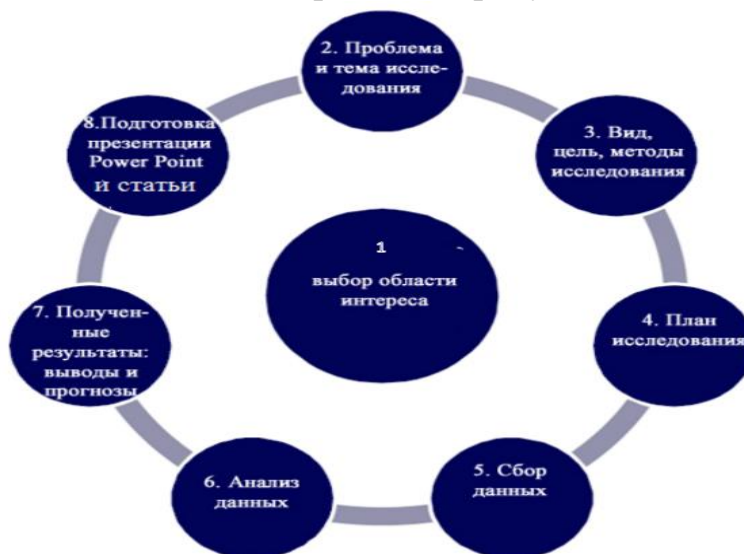 1
выбор области
интереса
2. Проблема
и тема иссле-
дования
3. Вид,
цель, методы
исследования
4. План
исследования
5. Сбор
данных
6. Анализ
данных
7. Получен-
ные
результаты:
выводы и
прогнозы
8.Подготовка
презентации
Power Point
и статьи